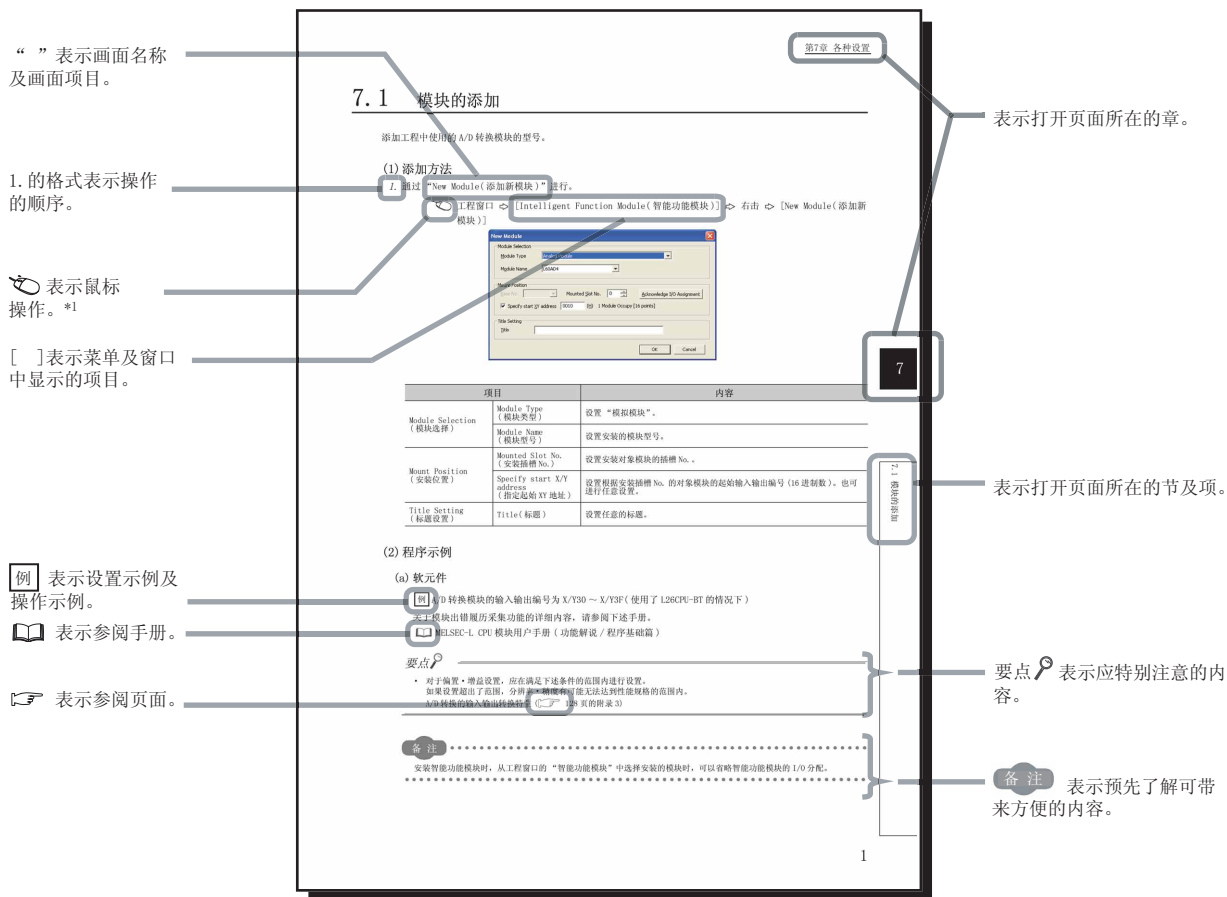 “ ”表示画面名称
及画面项目。
1.的格式表示操作
的顺序。
表示鼠标
操作。*1
[ ]表示菜单及窗口
中显示的项目。
例 表示设置示例及
操作示例。
表示参阅手册。
表示参阅页面。
第7章 各种设置
7.1 模块的添加
添加工程中使用的 A/D 转换模块的型号。
(1) 添加方法
1. 通过 “New Module(添加新模块)”进行。
工程窗口 ⇨ [Intelligent Function Module(智能功能模块)] ⇨ 右击 ⇨ [New Module(添加新
模块)]
New Module
Module Selection
Module Type Analog Module
Module Name L60AD4
Mount Position
Mounted Slot No. 0 Acknowledge I/O Assignment
Specify start XY address 0010 (H) 1 Module Occupy [16 points]
Title Setting
Title
OK Cancel
项目 内容
Module Selection
(模块选择)
Module Type
(模块类型)
设置 “模拟模块”。
Module Name
(模块型号)
设置安装的模块型号。
Mount Position
(安装位置)
Mounted Slot No.
(安装插槽 No.)
设置安装对象模块的插槽 No.。
Specify start X/Y
address
(指定起始 XY 地址)
设置根据安装插槽 No. 的对象模块的起始输入输出编号(16 进制数)。也可
进行任意设置。
Title Setting
(标题设置)
Title(标题)
设置任意的标题。
(2) 程序示例
(a) 软元件
例 A/D 转换模块的输入输出编号为 X/Y30 ～ X/Y3F(使用了 L26CPU-BT 的情况下)
关于模块出错履历采集功能的详细内容，请参阅下述手册。
MELSEC-L CPU 模块用户手册(功能解说/程序基础篇)
要点
• 对于偏置・增益设置，应在满足下述条件的范围内进行设置。
如果设置超出了范围，分辨率・精度有可能无法达到性能规格的范围内。
A/D 转换的输入输出转换特性(☞ 128 页的附录 3)
备注
安装智能功能模块时，从工程窗口的 “智能功能模块”中选择安装的模块时，可以省略智能功能模块的 I/O 分配。
7
7.1 模块的添加
1
表示打开页面所在的章。
表示打开页面所在的节及项。
要点 表示应特别注意的内
容。
备注 表示预先了解可带
来方便的内容。